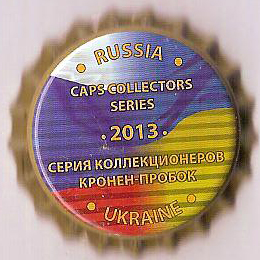 • RUSSIA •
CAPS COLLECTORS
SERIES
• 2013 •
СЕРИЯ КОЛЛЕКЦИОНЕРОВ
КРОНЕН-ПРОБОК
• UKRAINE •